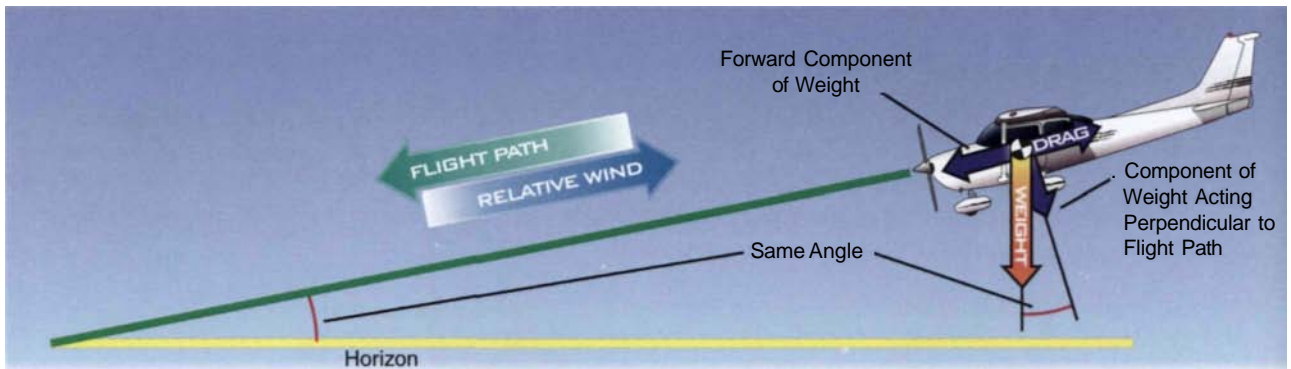 Forward Component
of Weight
FLIGHT PATH
RELATIVE WIND
DRAG
WEIGHT
. Component of
Weight Acting
Perpendicular to
Flight Path
Same Angle
Horizon